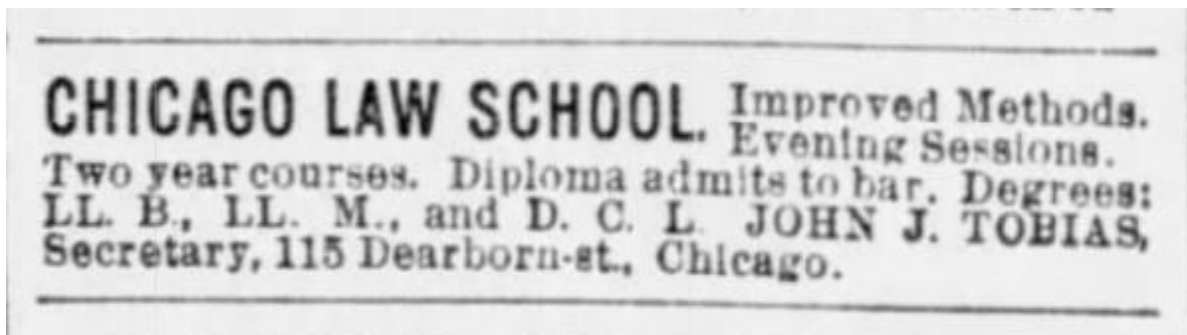 CHICAGO LAW SCHOOL. Improved Methods.
Evening Sessions.
Two year courses. Diploma admits to bar. Degrees:
LL. B., LL. M., and D. C. L. JOHN J. TOBIAS,
Secretary, 115 Dearborn-st., Chicago.